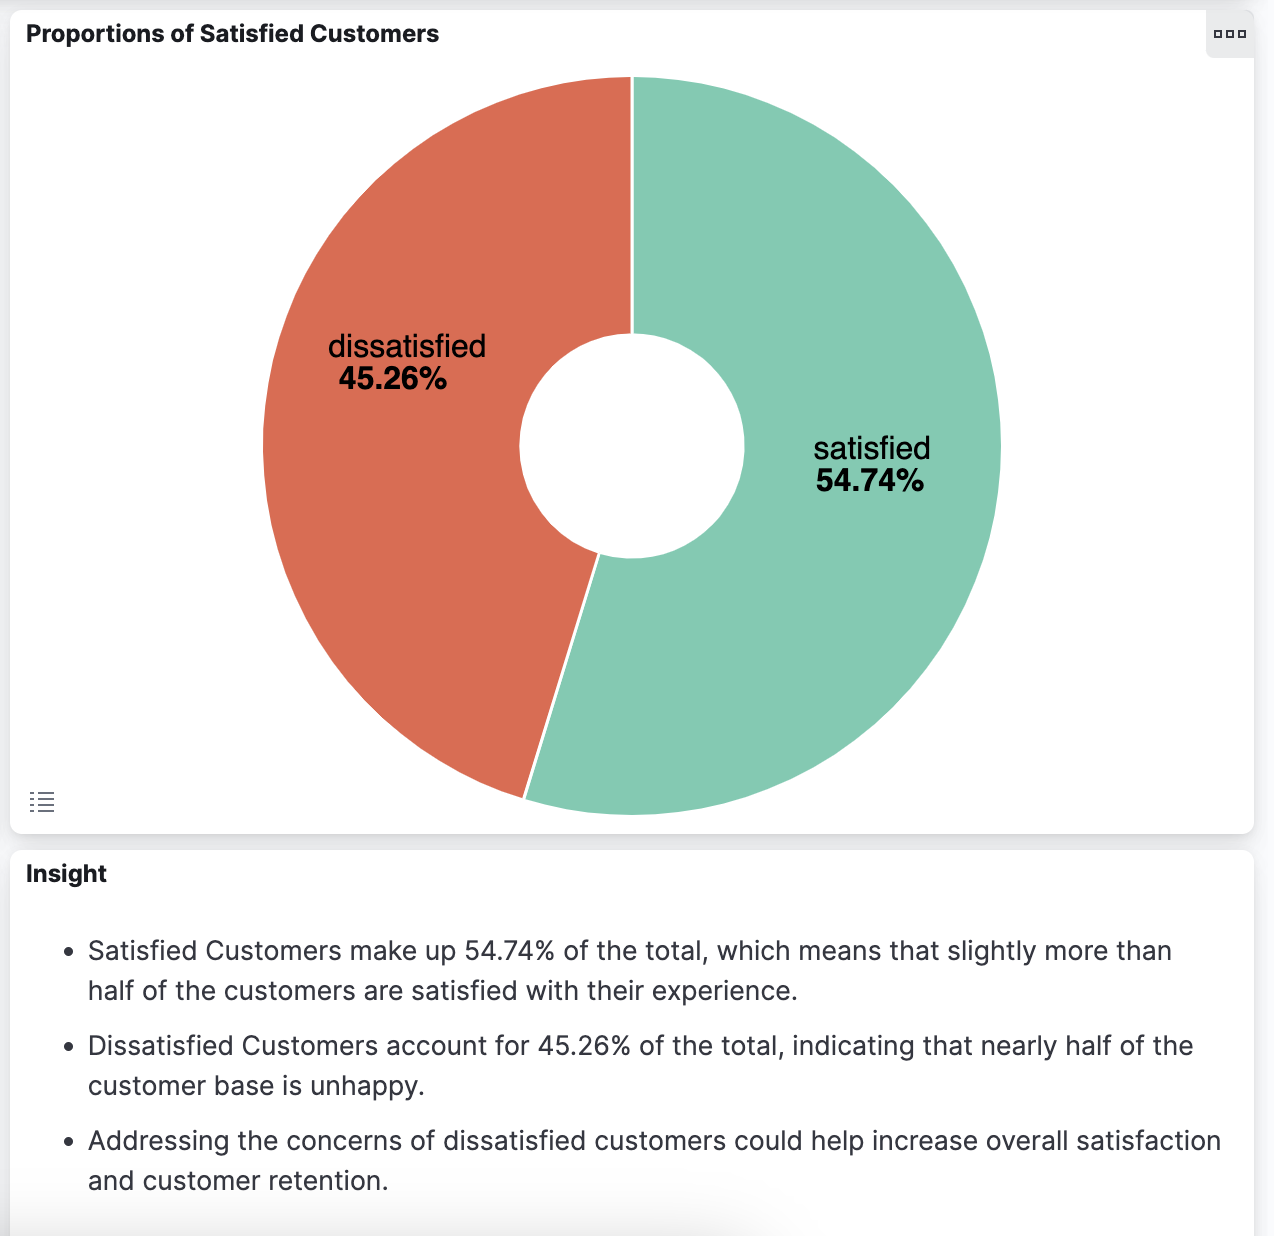 Proportions of Satisfied Customers
dissatisfied
45.26%
satisfied
54.74%
Insight
• Satisfied Customers make up 54.74% of the total, which means that slightly more than
half of the customers are satisfied with their experience.
• Dissatisfied Customers account for 45.26% of the total, indicating that nearly half of the
customer base is unhappy.
• Addressing the concerns of dissatisfied customers could help increase overall satisfaction
and customer retention.